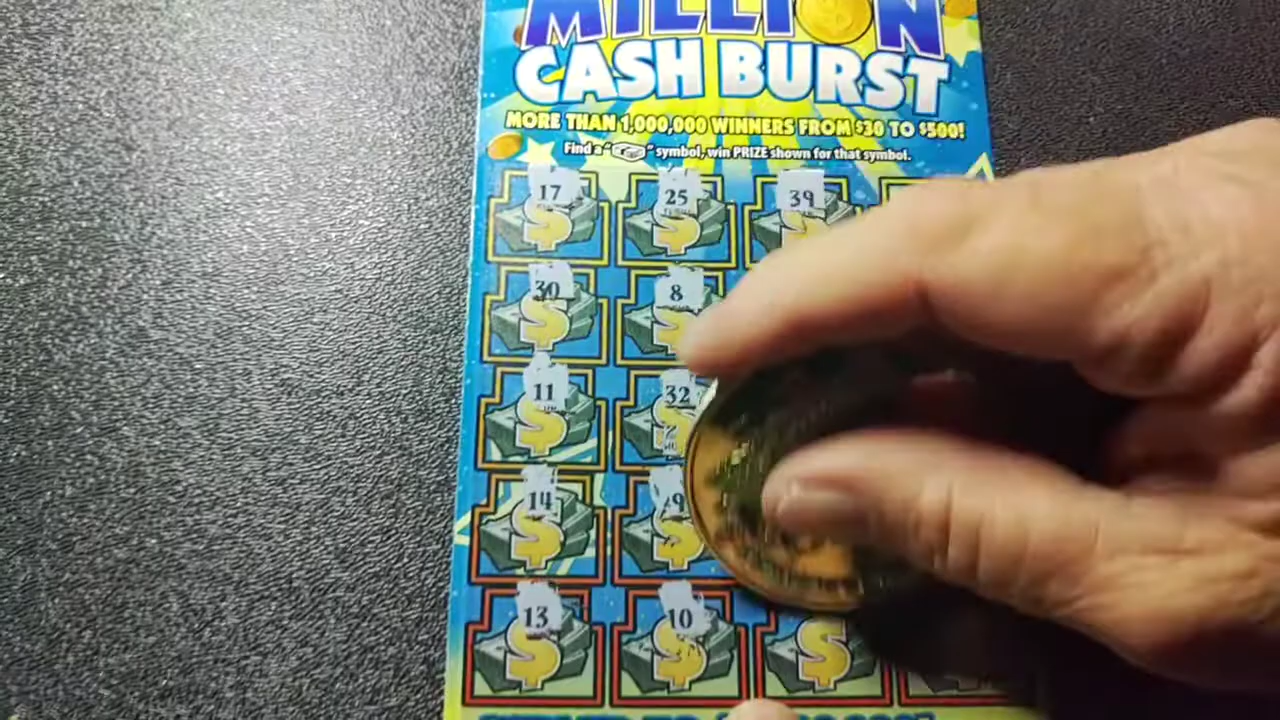 MILLION
CASH BURST
MORE THAN 1,000,000 WINNERS FROM $30 TO $500!
Find a "" symbol, win PRIZE shown for that symbol.
17 25 39
30 8
11 32
14
13 10